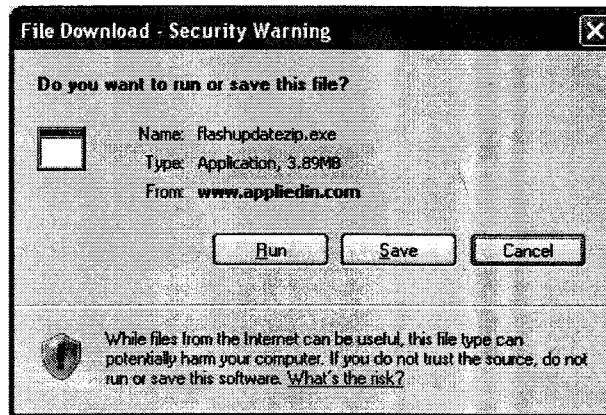 File Download - Security Warning
Do you want to run or save this file?
Name: flashupdatezip.exe
Type: Application, 3.89MB
From: www.appliedin.com
Run Save Cancel
While files from the Internet can be useful, this file type can
potentially harm your computer. If you do not trust the source, do not
run or save this software. What's the risk?